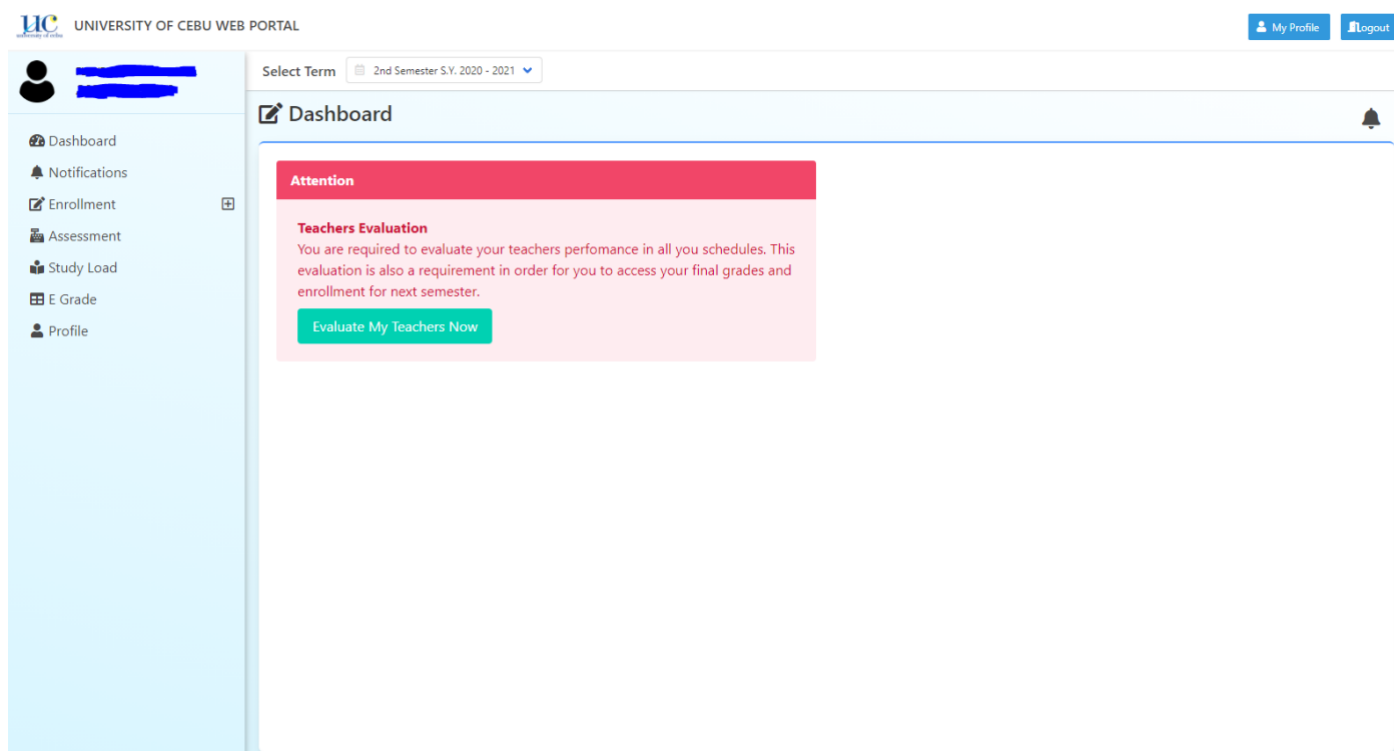 UC
university of cebu
UNIVERSITY OF CEBU WEB PORTAL
My Profile
Logout
Select Term
2nd Semester S.Y. 2020 - 2021
Dashboard
Dashboard
Notifications
Enrollment
Assessment
Study Load
E Grade
Profile
Attention
Teachers Evaluation
You are required to evaluate your teachers perfomance in all you schedules. This
evaluation is also a requirement in order for you to access your final grades and
enrollment for next semester.
Evaluate My Teachers Now